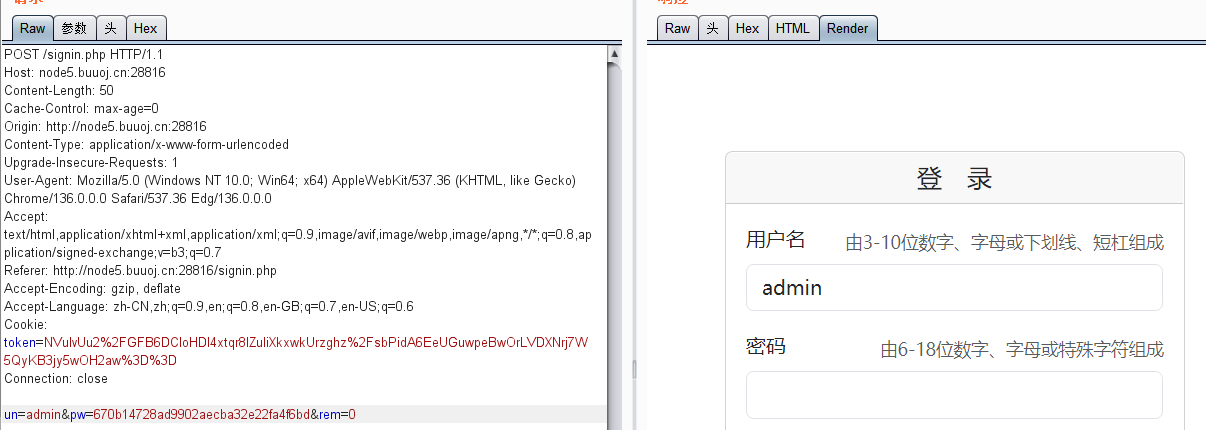 Raw 参数 头 Hex
POST /signin.php HTTP/1.1
Host: node5.buuoj.cn:28816
Content-Length: 50
Cache-Control: max-age=0
Origin: http://node5.buuoj.cn:28816
Content-Type: application/x-www-form-urlencoded
Upgrade-Insecure-Requests: 1
User-Agent: Mozilla/5.0 (Windows NT 10.0; Win64; x64) AppleWebKit/537.36 (KHTML, like Gecko)
Chrome/136.0.0.0 Safari/537.36 Edg/136.0.0.0
Accept:
text/html,application/xhtml+xml,application/xml;q=0.9,image/avif,image/webp,image/apng,*/*;q=0.8,ap
plication/signed-exchange;v=b3;q=0.7
Referer: http://node5.buuoj.cn:28816/signin.php
Accept-Encoding: gzip, deflate
Accept-Language: zh-CN,zh;q=0.9,en;q=0.8,en-GB;q=0.7,en-US;q=0.6
Cookie:
token=NVulvUu2%2FGFB6DCloHDl4xtqr8lZuliXkxwkUrzghz%2FsbPidA6EeUGuwpeBwOrLVDXNrj7W
5QyKB3jy5wOH2aw%3D%3D
Connection: close
un=admin&pw=670b14728ad9902aecba32e22fa4f6bd&rem=0
Raw 头 Hex HTML Render
登 录
用户名 由3-10位数字、字母或下划线、短杠组成
admin
密码 由6-18位数字、字母或特殊字符组成